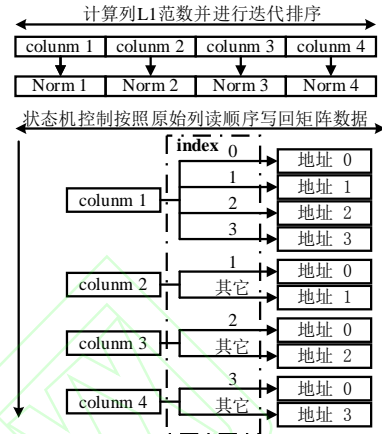 计算列L1范数并进行迭代排序
colunm 1 colunm 2 colunm 3 colunm 4
Norm 1 Norm 2 Norm 3 Norm 4
状态机控制按照原始列读顺序写回矩阵数据
index
0 地址 0
1 地址 1
colunm 1
2 地址 2
3 地址 3
1 地址 0
colunm 2
其它 地址 1
2 地址 0
colunm 3
其它 地址 2
3 地址 0
colunm 4
其它 地址 3